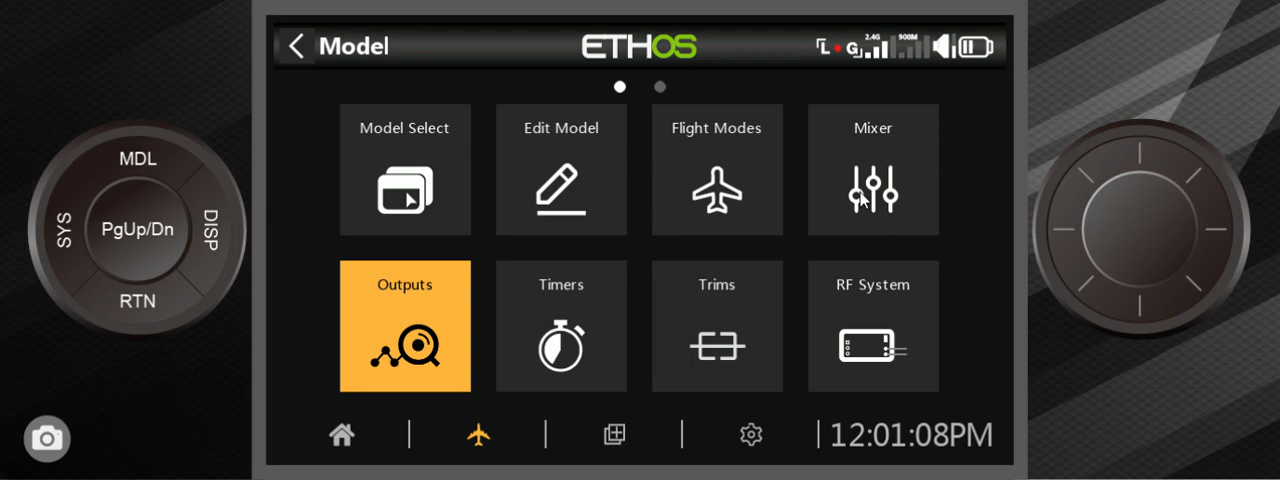 Model
ETHOS
L G 2.4G 900M
Model Select
Edit Model
Flight Modes
Mixer
Outputs
Timers
Trims
RF System
12:01:08PM
MDL
SYS
PgUp/Dn
DISP
RTN